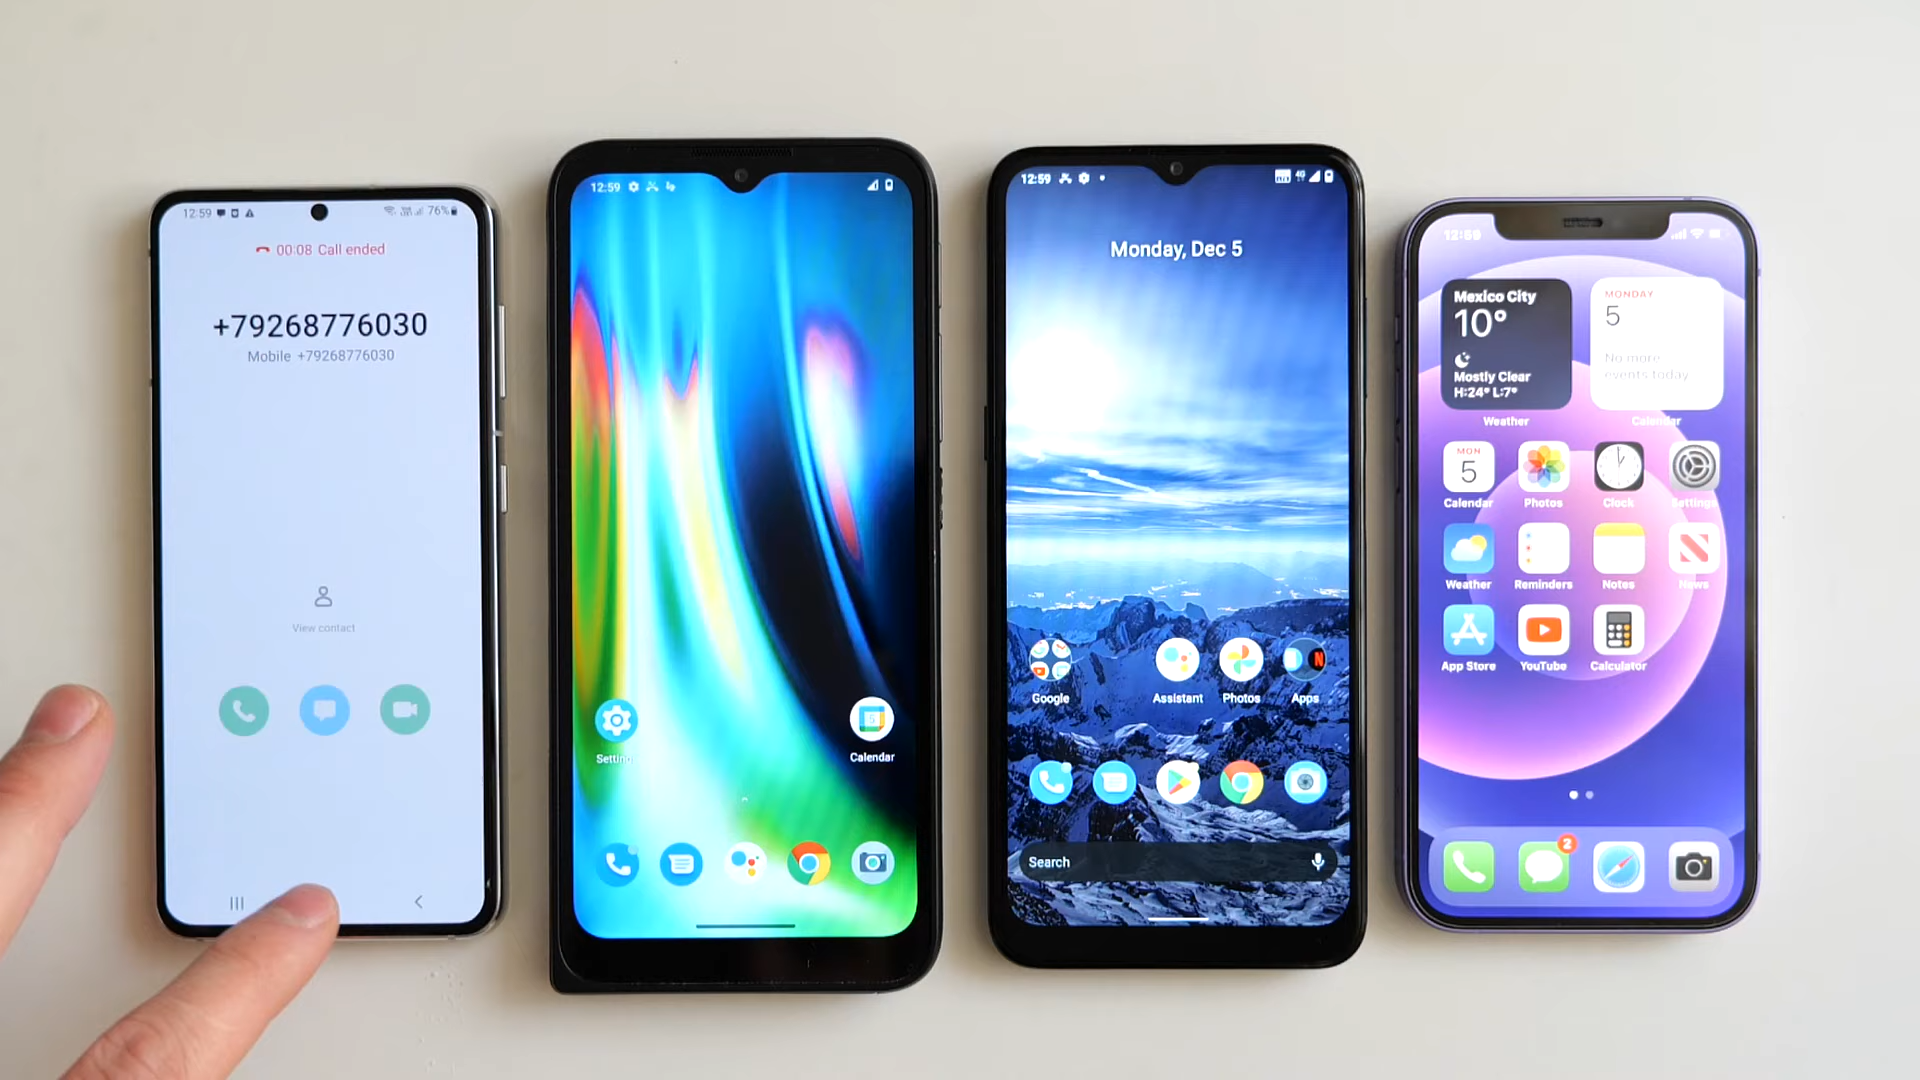 12:59
76%
00:08 Call ended
+79268776030
Mobile +79268776030
View contact
12:59
Setting
Calendar
12:59
4G
Monday, Dec 5
Google
Assistant
Photos
Apps
Search
12:59
Mexico City
10°
Mostly Clear
H:24° L:7°
Weather
MONDAY
5
No more
events today
Calendar
MON
5
Calendar
Photos
Clock
Settings
Weather
Reminders
Notes
News
App Store
YouTube
Calculator
2